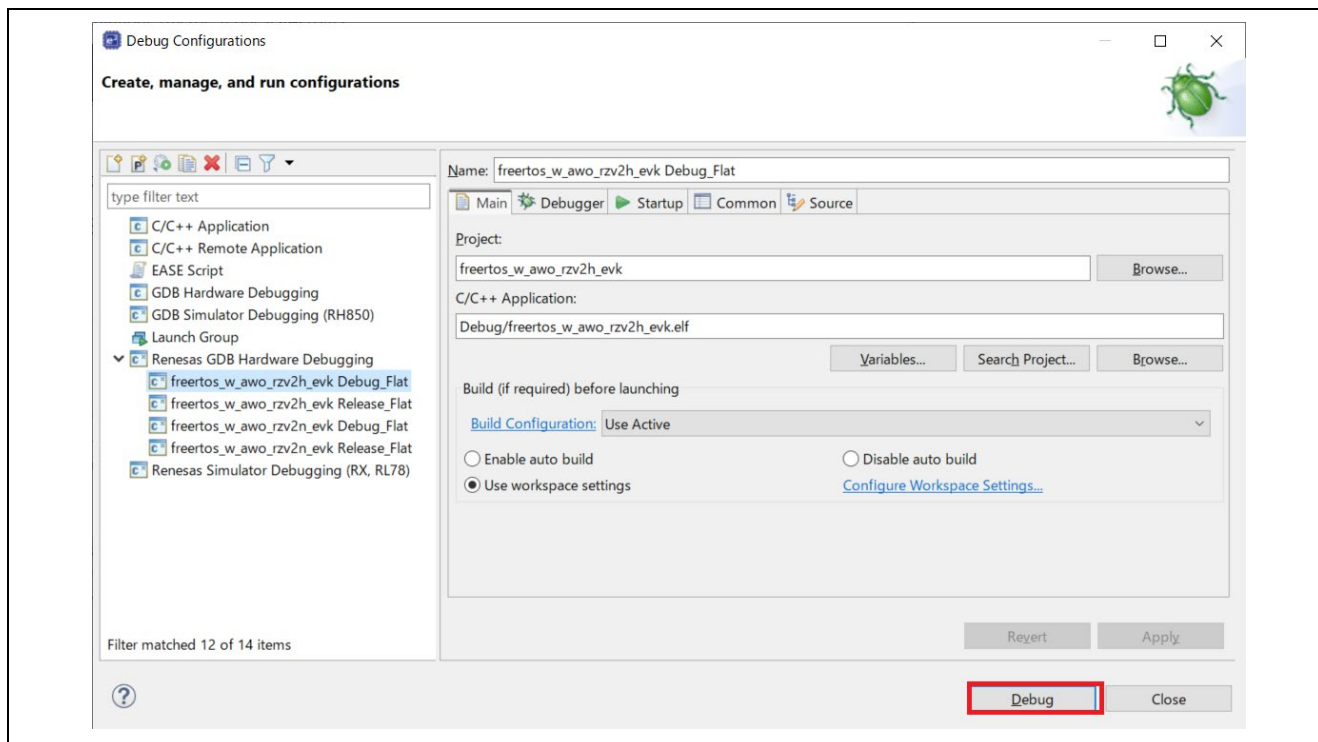 Debug Configurations
Create, manage, and run configurations
type filter text
C/C++ Application
C/C++ Remote Application
EASE Script
GDB Hardware Debugging
GDB Simulator Debugging (RH850)
Launch Group
Renesas GDB Hardware Debugging
freertos_w_awo_rzv2h_evk Debug_Flat
freertos_w_awo_rzv2h_evk Release_Flat
freertos_w_awo_rzv2n_evk Debug_Flat
freertos_w_awo_rzv2n_evk Release_Flat
Renesas Simulator Debugging (RX, RL78)
Filter matched 12 of 14 items
Name: freertos_w_awo_rzv2h_evk Debug_Flat
Main Debugger Startup Common Source
Project:
freertos_w_awo_rzv2h_evk Browse...
C/C++ Application:
Debug/freertos_w_awo_rzv2h_evk.elf
Variables... Search Project... Browse...
Build (if required) before launching
Build Configuration: Use Active
Enable auto build Disable auto build
Use workspace settings Configure Workspace Settings...
Revert Apply
Debug Close